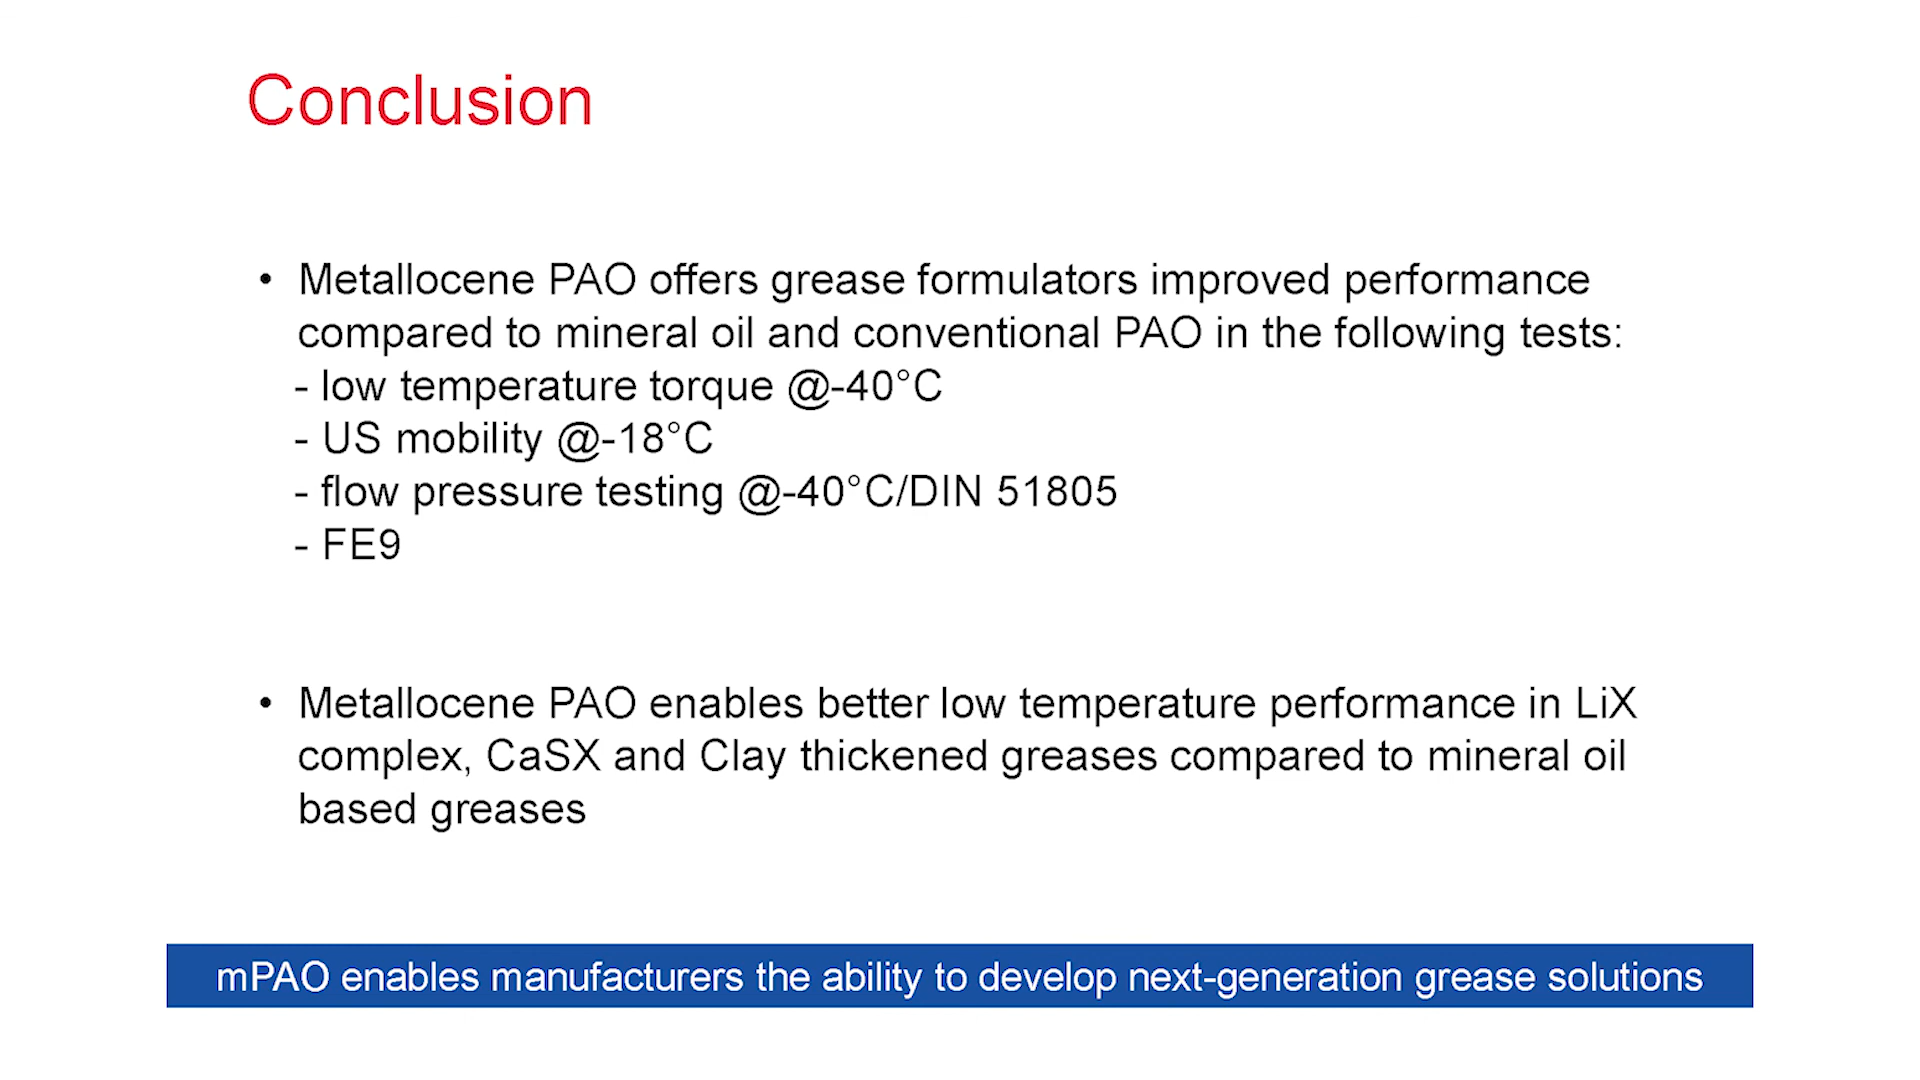 Conclusion
• Metallocene PAO offers grease formulators improved performance
compared to mineral oil and conventional PAO in the following tests:
- low temperature torque @-40°C
- US mobility @-18°C
- flow pressure testing @-40°C/DIN 51805
- FE9
• Metallocene PAO enables better low temperature performance in LiX
complex, CaSX and Clay thickened greases compared to mineral oil
based greases
mPAO enables manufacturers the ability to develop next-generation grease solutions